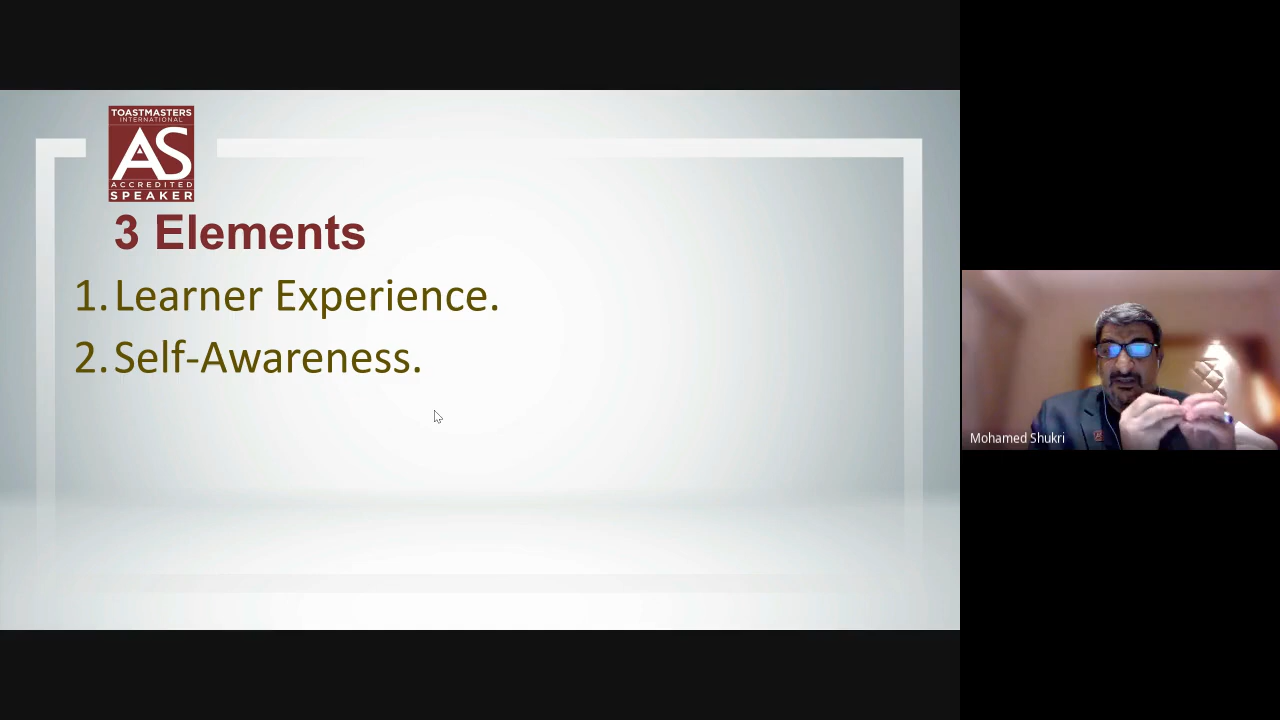 TOASTMASTERS
INTERNATIONAL
AS
ACCREDITED
SPEAKER
3 Elements
1. Learner Experience.
2. Self-Awareness.
Mohamed Shukri